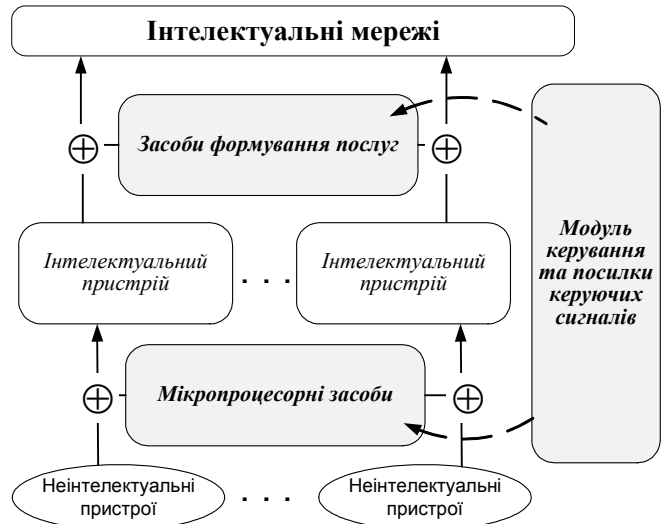 Інтелектуальні мережі
Засоби формування послуг
Модуль
керування
та посилки
керуючих
сигналів
Інтелектуальний
пристрій
. . .
Інтелектуальний
пристрій
Мікропроцесорні засоби
Неінтелектуальні
пристрої
. . .
Неінтелектуальні
пристрої